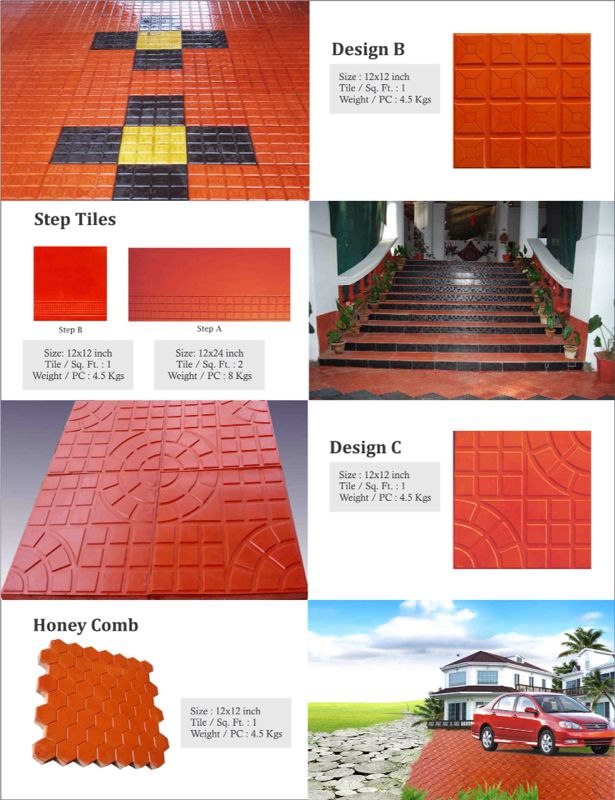 Design B
Size : 12x12 inch
Tile / Sq. Ft. : 1
Weight / PC : 4.5 Kgs
Step Tiles
Step B
Size: 12x12 inch
Tile / Sq. Ft. : 1
Weight / PC : 4.5 Kgs
Step A
Size: 12x24 inch
Tile / Sq. Ft. : 2
Weight / PC : 8 Kgs
Design C
Size : 12x12 inch
Tile / Sq. Ft. : 1
Weight / PC : 4.5 Kgs
Honey Comb
Size : 12x12 inch
Tile / Sq. Ft. : 1
Weight / PC : 4.5 Kgs